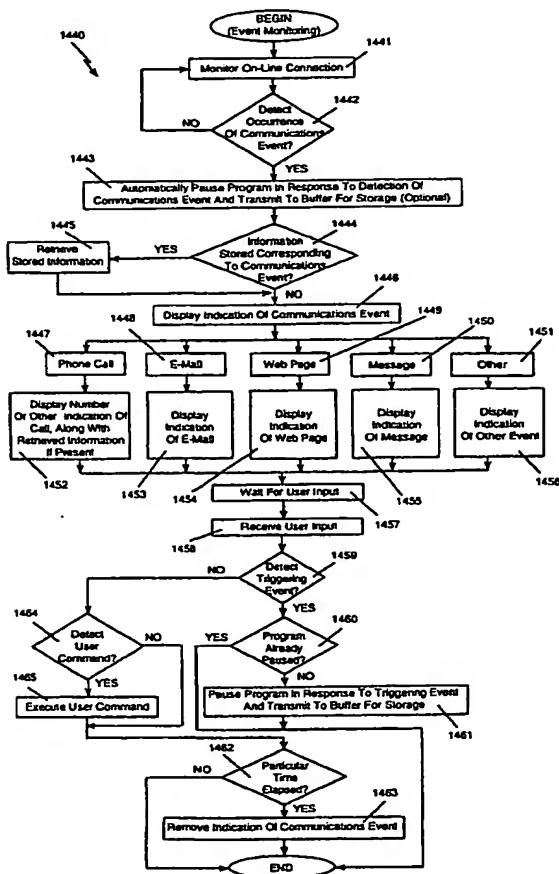 1440
BEGIN
(Event Monitoring)
1441
Monitor On-Line Connection
1442
Detect
Occurrence
Of Communications
Event?
NO
YES
1443
Automatically Pause Program In Response To Detection Of
Communications Event And Transmit To Buffer For Storage (Optional)
1444
Information
Stored Corresponding
To Communications
Event?
YES
1445
Retrieve
Stored Information
NO
1446
Display Indication Of Communications Event
1447
Phone Call
1448
E-Mail
1449
Web Page
1450
Message
1451
Other
Display Number
Or Other Indication Of
Call, Along With
Retrieved Information
If Present
1452
Display
Indication
Of E-Mail
1453
Display
Indication
Of Web Page
1454
Display
Indication
Of Message
1455
Display
Indication
Of Other Event
1456
Wait For User Input
1457
Receive User Input
1458
Detect
Triggering
Event?
1459
NO
YES
1464
Detect
User
Command?
NO
YES
1465
Execute User Command
YES
Program
Already
Paused?
1460
NO
Pause Program In Response To Triggering Event
And Transmit To Buffer For Storage
1461
1462
Particular
Time
Elapsed?
NO
YES
1463
Remove Indication Of Communications Event
END